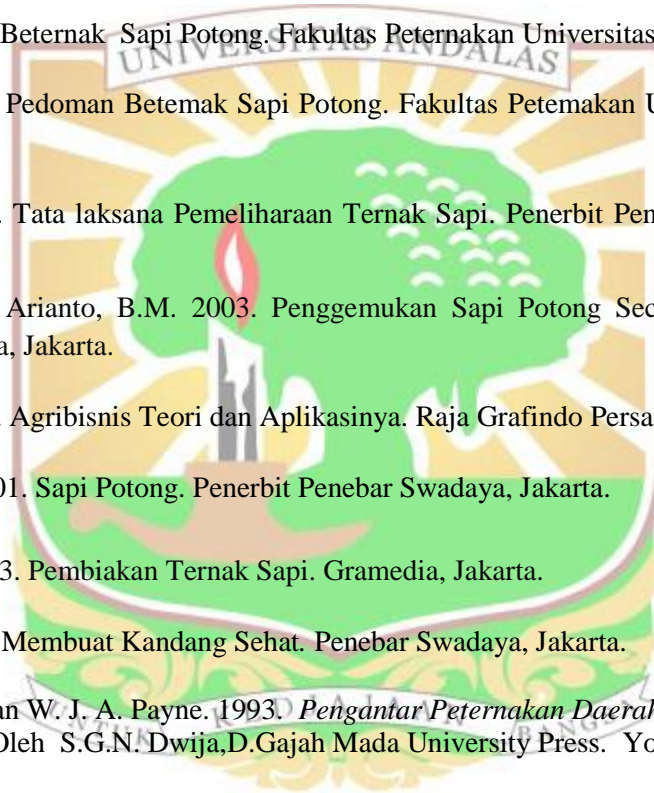 Beternak Sapi Potong. Fakultas Peternakan Universitas
UNIVERSITAS ANDALAS
Pedoman Betemak Sapi Potong. Fakultas Petemakan U
. Tata laksana Pemeliharaan Ternak Sapi. Penerbit Pen
Arianto, B.M. 2003. Penggemukan Sapi Potong Sec
a, Jakarta.
. Agribisnis Teori dan Aplikasinya. Raja Grafindo Persa
01. Sapi Potong. Penerbit Penebar Swadaya, Jakarta.
3. Pembiakan Ternak Sapi. Gramedia, Jakarta.
Membuat Kandang Sehat. Penebar Swadaya, Jakarta.
an W. J. A. Payne. 1993. Pengantar Peternakan Daerah
Oleh S.G.N. Dwija,D.Gajah Mada University Press. Yo